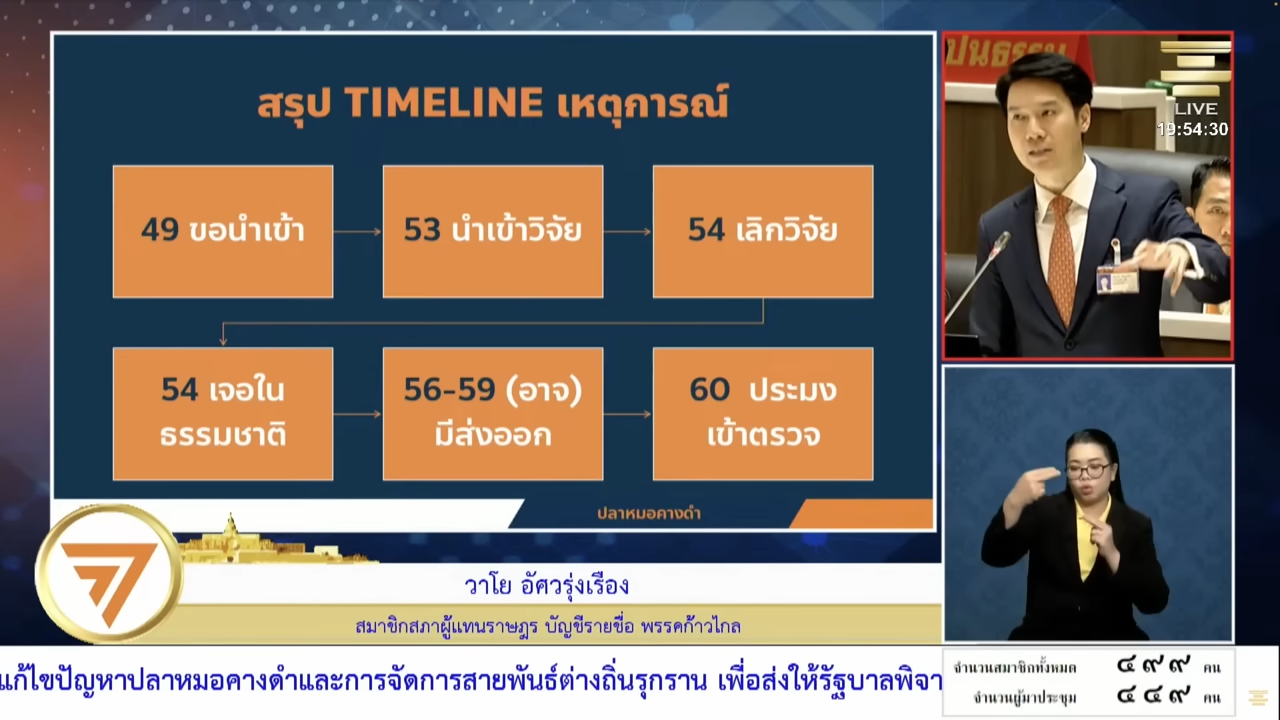 สรุป TIMELINE เหตุการณ์
49 ขอนำเข้า
53 นำเข้าวิจัย
54 เลิกวิจัย
54 เจอใน
ธรรมชาติ
56-59 (อาจ)
มีส่งออก
60 ประมง
เข้าตรวจ
ปลาหมอคางดำ
LIVE
19:54:30
วาโย อัศวรุ่งเรือง
สมาชิกสภาผู้แทนราษฎร บัญชีรายชื่อ พรรคก้าวไกล
แก้ไขปัญหาปลาหมอคางดำและการจัดการสายพันธ์ต่างถิ่นรุกราน เพื่อส่งให้รัฐบาลพิจา
จำนวนสมาชิกทั้งหมด ๔๙๙ คน
จำนวนผู้มาประชุม ๔๔๙ คน